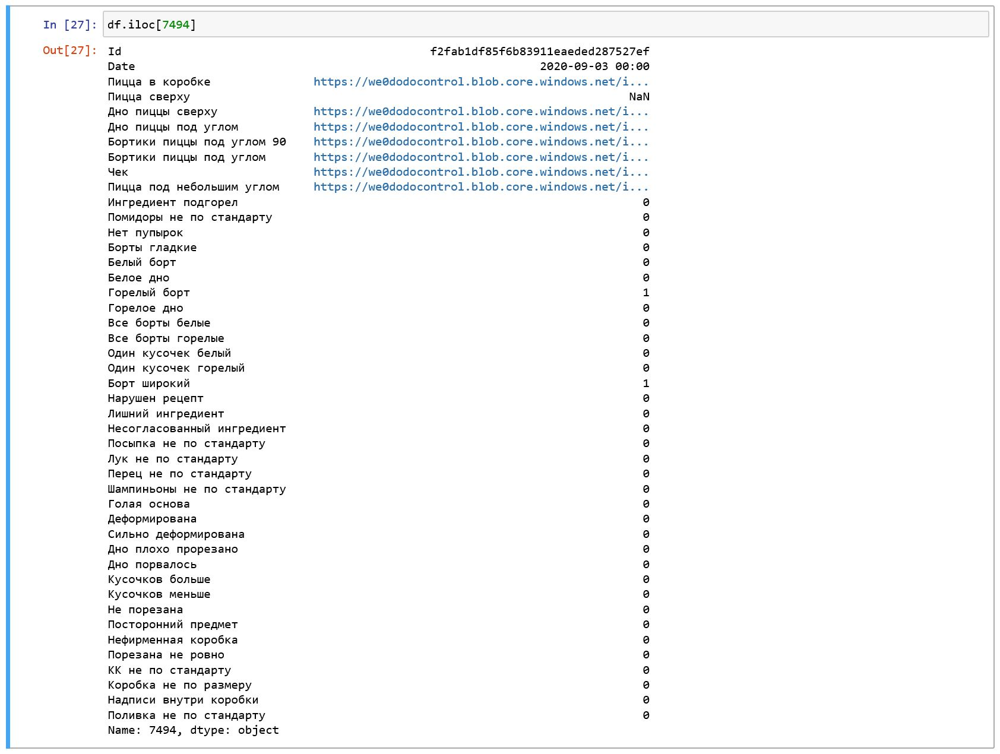 In [27]: df.iloc[7494]
Out[27]: Id f2fab1df85f6b83911eaeded287527ef
Date 2020-09-03 00:00
Пицца в коробке https://we0dodocontrol.blob.core.windows.net/i...
Пицца сверху NaN
Дно пиццы сверху https://we0dodocontrol.blob.core.windows.net/i...
Дно пиццы под углом https://we0dodocontrol.blob.core.windows.net/i...
Бортики пиццы под углом 90 https://we0dodocontrol.blob.core.windows.net/i...
Бортики пиццы под углом https://we0dodocontrol.blob.core.windows.net/i...
Чек https://we0dodocontrol.blob.core.windows.net/i...
Пицца под небольшим углом https://we0dodocontrol.blob.core.windows.net/i...
Ингредиент подгорел 0
Помидоры не по стандарту 0
Нет пупырок 0
Борты гладкие 0
Белый борт 0
Белое дно 0
Горелый борт 1
Горелое дно 0
Все борты белые 0
Все борты горелые 0
Один кусочек белый 0
Один кусочек горелый 0
Борт широкий 1
Нарушен рецепт 0
Лишний ингредиент 0
Несогласованный ингредиент 0
Посыпка не по стандарту 0
Лук не по стандарту 0
Перец не по стандарту 0
Шампиньоны не по стандарту 0
Голая основа 0
Деформирована 0
Сильно деформирована 0
Дно плохо прорезано 0
Дно порвалось 0
Кусочков больше 0
Кусочков меньше 0
Не порезана 0
Посторонний предмет 0
Нефирменная коробка 0
Порезана не ровно 0
КК не по стандарту 0
Коробка не по размеру 0
Надписи внутри коробки 0
Поливка не по стандарту 0
Name: 7494, dtype: object